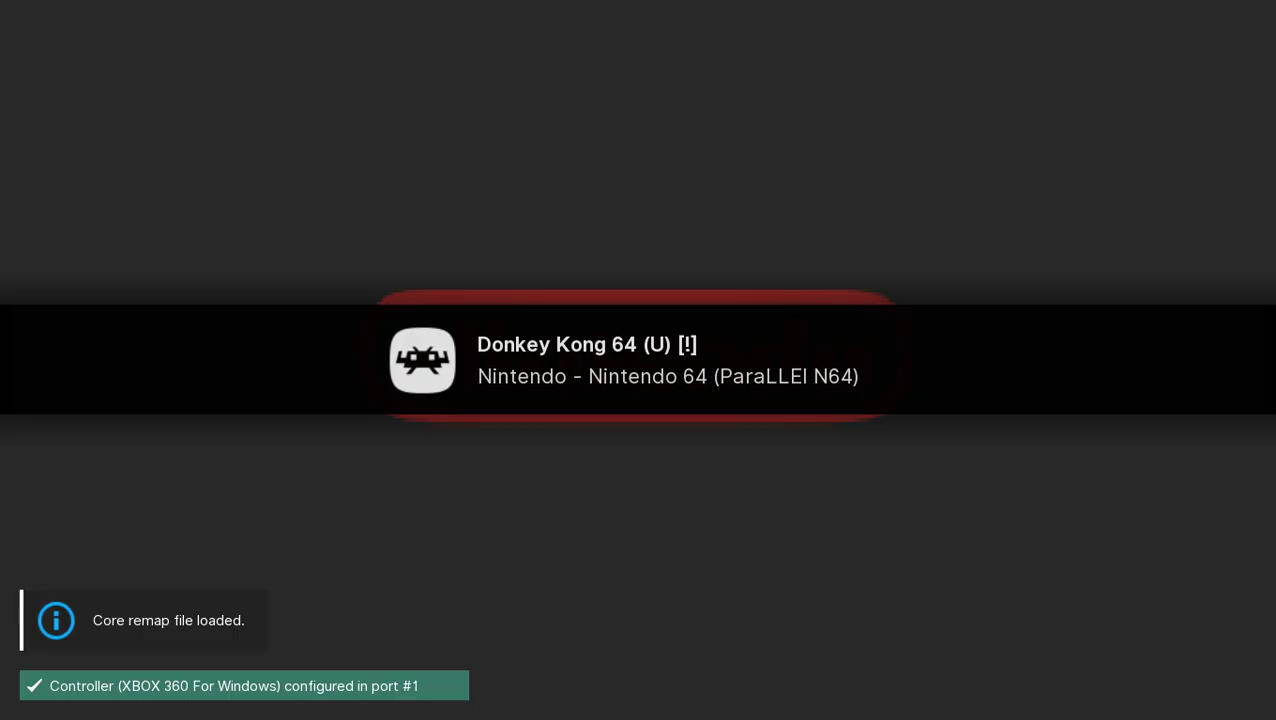 Donkey Kong 64 (U) [!]
Nintendo - Nintendo 64 (ParaLLEl N64)
Core remap file loaded.
Controller (XBOX 360 For Windows) configured in port #1